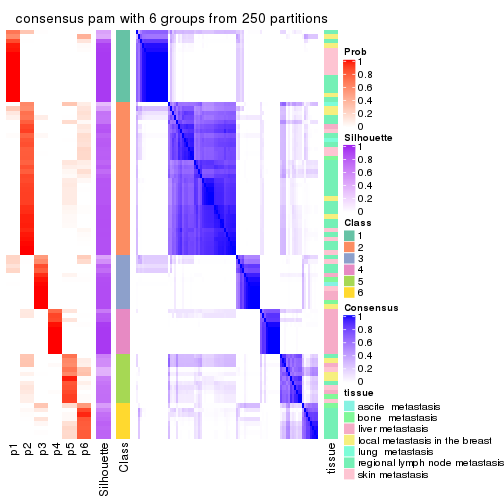 consensus pam with 6 groups from 250 partitions
Prob
1
0.8
0.6
0.4
0.2
0
Silhouette
1
0.8
0.6
0.4
0.2
0
Class
1
2
3
4
5
6
Consensus
1
0.8
0.6
0.4
0.2
0
tissue
ascite metastasis
bone metastasis
liver metastasis
local metastasis in the breast
lung metastasis
regional lymph node metastasis
skin metastasis
p1
p2
p3
p4
p5
p6
Silhouette
Class
tissue